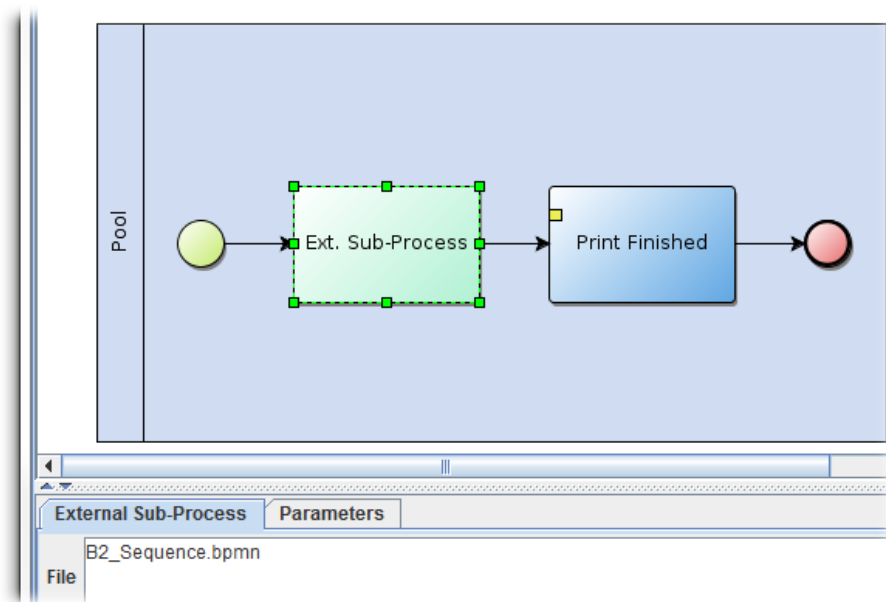 Pool
Ext. Sub-Process
Print Finished
External Sub-Process
Parameters
File
B2_Sequence.bpmn